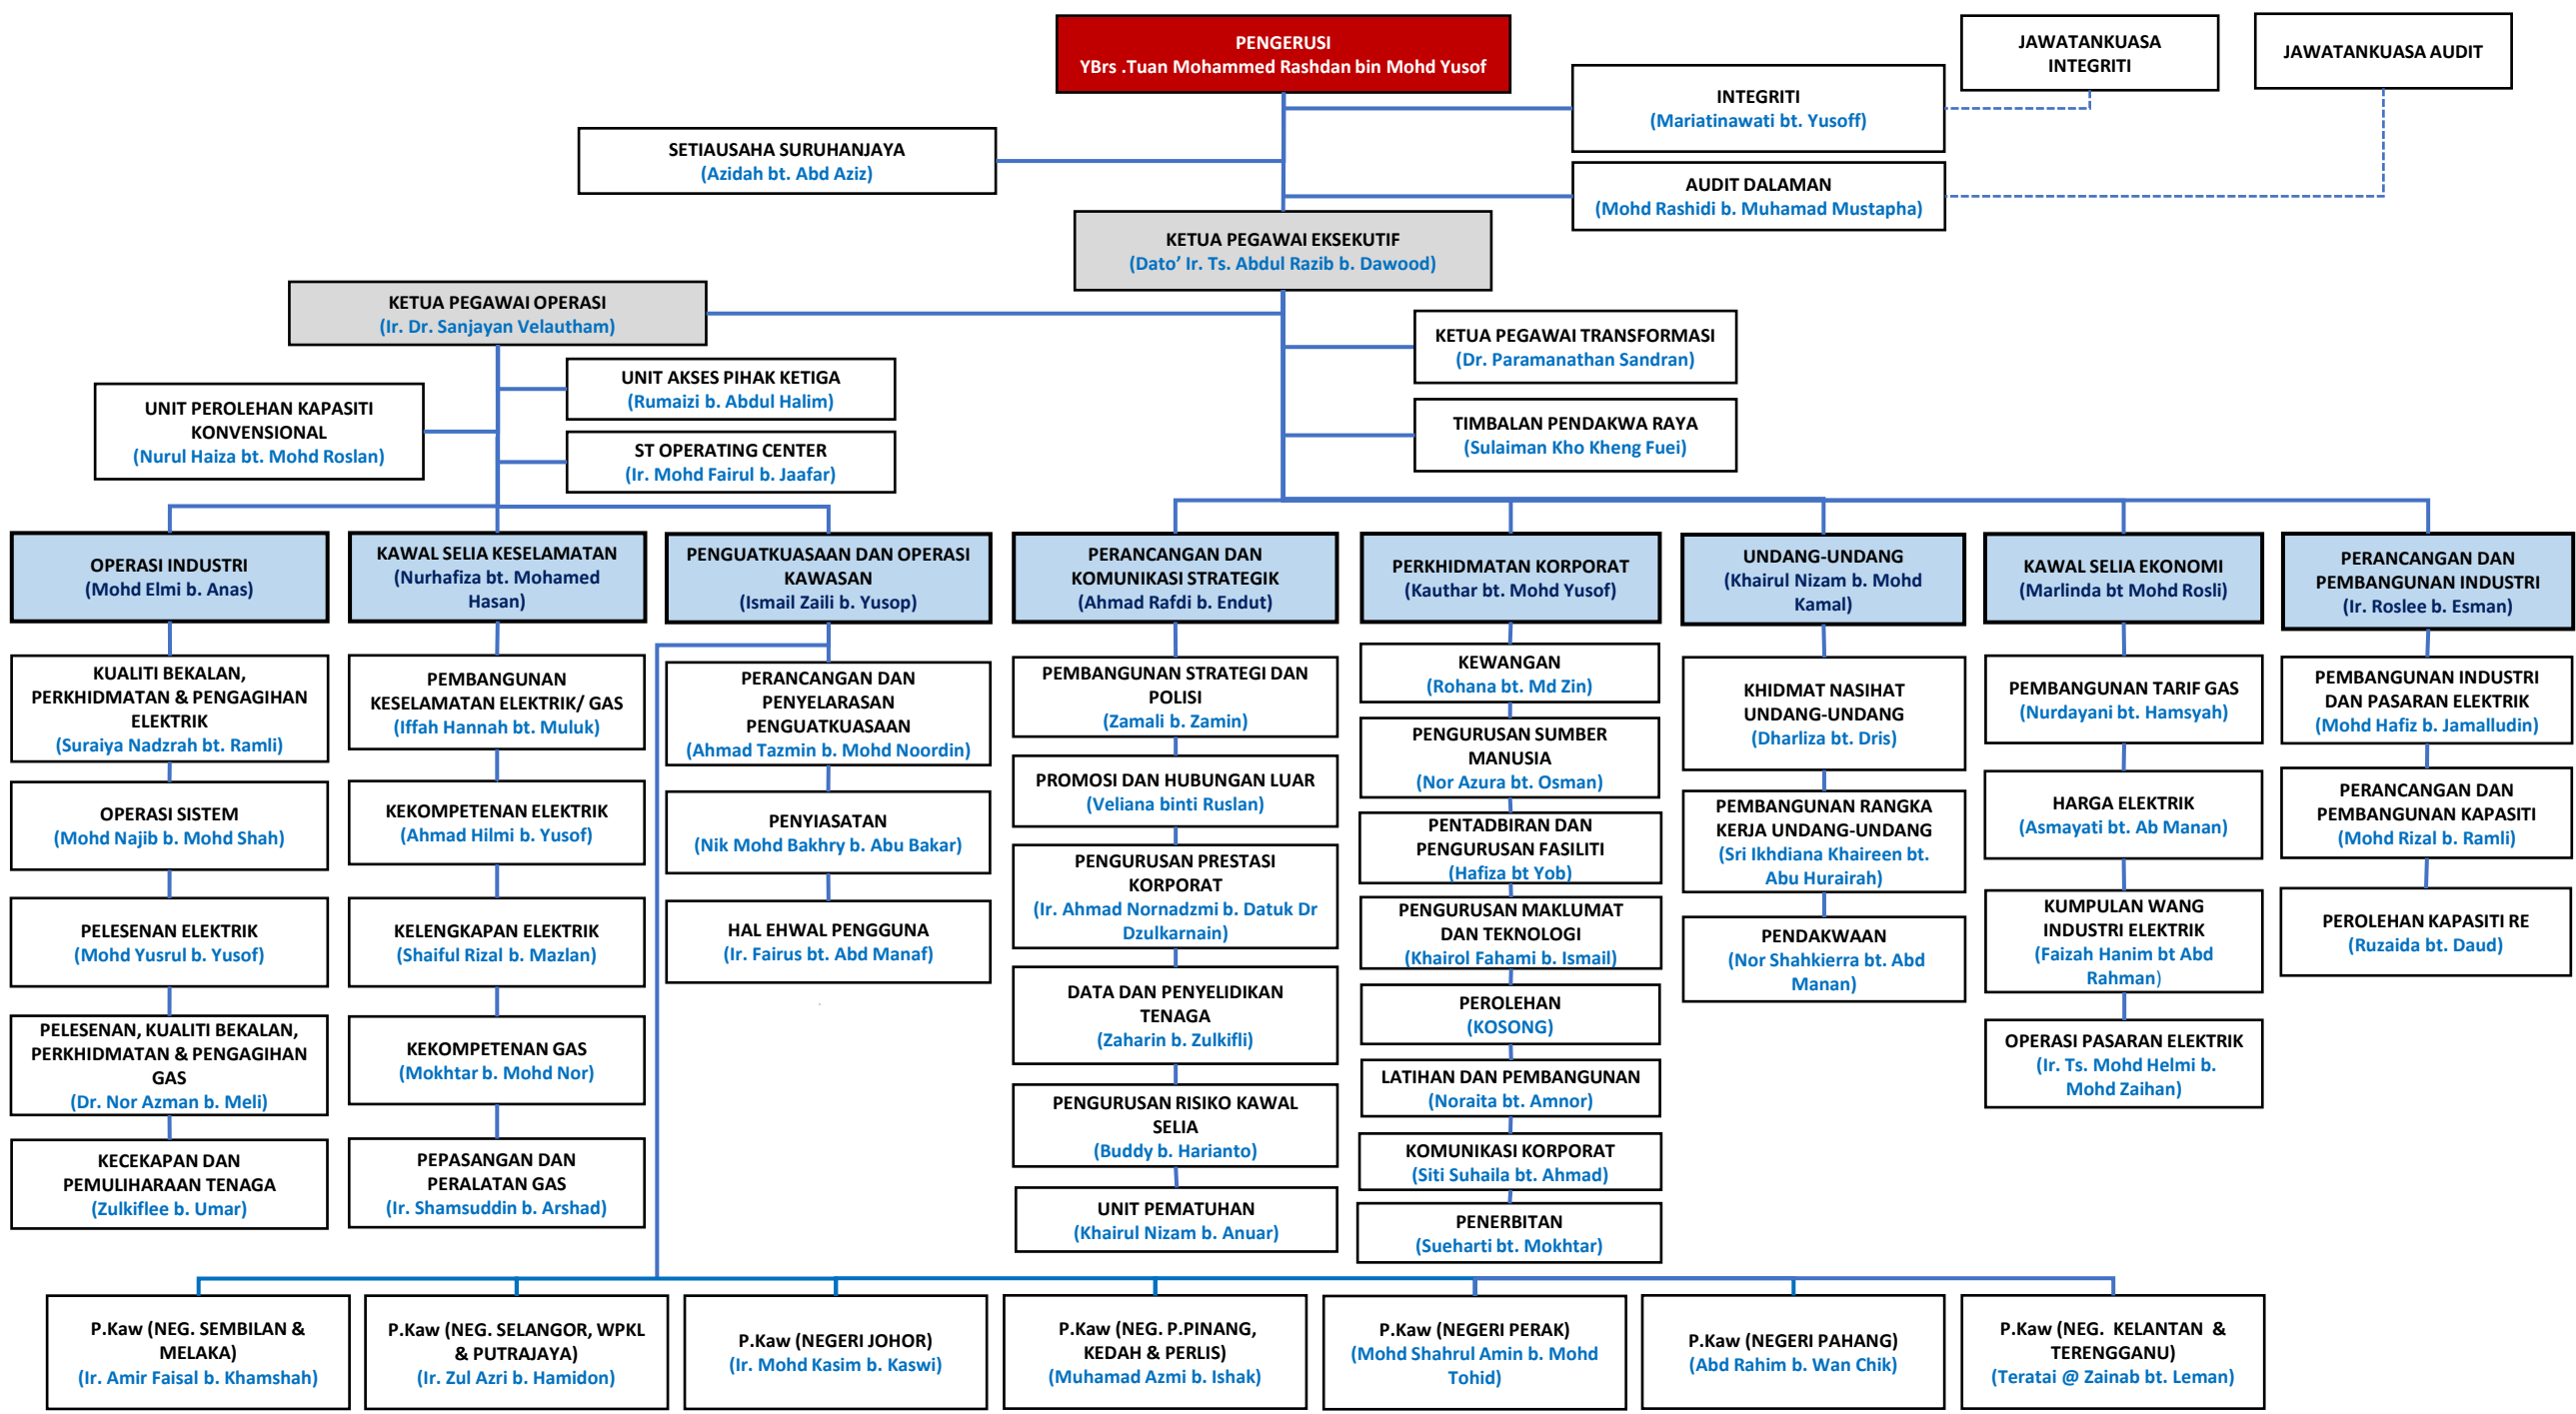 PENGERUSI
YBrs .Tuan Mohammed Rashdan bin Mohd Yusof
JAWATANKUASA
INTEGRITI
JAWATANKUASA AUDIT
INTEGRITI
(Mariatinawati bt. Yusoff)
SETIAUSAHA SURUHANJAYA
(Azidah bt. Abd Aziz)
AUDIT DALAMAN
(Mohd Rashidi b. Muhamad Mustapha)
KETUA PEGAWAI EKSEKUTIF
(Dato’ Ir. Ts. Abdul Razib b. Dawood)
KETUA PEGAWAI OPERASI
(Ir. Dr. Sanjayan Velautham)
KETUA PEGAWAI TRANSFORMASI
(Dr. Paramanathan Sandran)
UNIT AKSES PIHAK KETIGA
(Rumaizi b. Abdul Halim)
UNIT PEROLEHAN KAPASITI
KONVENSIONAL
(Nurul Haiza bt. Mohd Roslan)
TIMBALAN PENDAKWA RAYA
(Sulaiman Kho Kheng Fuei)
ST OPERATING CENTER
(Ir. Mohd Fairul b. Jaafar)
OPERASI INDUSTRI
(Mohd Elmi b. Anas)
KAWAL SELIA KESELAMATAN
(Nurhafiza bt. Mohamed
Hasan)
PENGUATKUASAAN DAN OPERASI
KAWASAN
(Ismail Zaili b. Yusop)
PERANCANGAN DAN
KOMUNIKASI STRATEGIK
(Ahmad Rafdi b. Endut)
PERKHIDMATAN KORPORAT
(Kauthar bt. Mohd Yusof)
UNDANG-UNDANG
(Khairul Nizam b. Mohd
Kamal)
KAWAL SELIA EKONOMI
(Marlinda bt Mohd Rosli)
PERANCANGAN DAN
PEMBANGUNAN INDUSTRI
(Ir. Roslee b. Esman)
KUALITI BEKALAN,
PERKHIDMATAN & PENGAGIHAN
ELEKTRIK
(Suraiya Nadzrah bt. Ramli)
OPERASI SISTEM
(Mohd Najib b. Mohd Shah)
PELESENAN ELEKTRIK
(Mohd Yusrul b. Yusof)
PELESENAN, KUALITI BEKALAN,
PERKHIDMATAN & PENGAGIHAN
GAS
(Dr. Nor Azman b. Meli)
KECEKAPAN DAN
PEMULIHARAAN TENAGA
(Zulkiflee b. Umar)
PEMBANGUNAN
KESELAMATAN ELEKTRIK/ GAS
(Iffah Hannah bt. Muluk)
KEKOMPETENAN ELEKTRIK
(Ahmad Hilmi b. Yusof)
KELENGKAPAN ELEKTRIK
(Shaiful Rizal b. Mazlan)
KEKOMPETENAN GAS
(Mokhtar b. Mohd Nor)
PEPASANGAN DAN
PERALATAN GAS
(Ir. Shamsuddin b. Arshad)
PERANCANGAN DAN
PENYELARASAN
PENGUATKUASAAN
(Ahmad Tazmin b. Mohd Noordin)
PENYIASATAN
(Nik Mohd Bakhry b. Abu Bakar)
HAL EHWAL PENGGUNA
(Ir. Fairus bt. Abd Manaf)
PEMBANGUNAN STRATEGI DAN
POLISI
(Zamali b. Zamin)
PROMOSI DAN HUBUNGAN LUAR
(Veliana binti Ruslan)
PENGURUSAN PRESTASI
KORPORAT
(Ir. Ahmad Nornadzmi b. Datuk Dr
Dzulkarnain)
DATA DAN PENYELIDIKAN
TENAGA
(Zaharin b. Zulkifli)
PENGURUSAN RISIKO KAWAL
SELIA
(Buddy b. Harianto)
UNIT PEMATUHAN
(Khairul Nizam b. Anuar)
KEWANGAN
(Rohana bt. Md Zin)
PENGURUSAN SUMBER
MANUSIA
(Nor Azura bt. Osman)
PENTADBIRAN DAN
PENGURUSAN FASILITI
(Hafiza bt Yob)
PENGURUSAN MAKLUMAT
DAN TEKNOLOGI
(Khairol Fahami b. Ismail)
PEROLEHAN
(KOSONG)
LATIHAN DAN PEMBANGUNAN
(Noraita bt. Amnor)
KOMUNIKASI KORPORAT
(Siti Suhaila bt. Ahmad)
PENERBITAN
(Sueharti bt. Mokhtar)
KHIDMAT NASIHAT
UNDANG-UNDANG
(Dharliza bt. Dris)
PEMBANGUNAN RANGKA
KERJA UNDANG-UNDANG
(Sri Ikhdiana Khaireen bt.
Abu Hurairah)
PENDAKWAAN
(Nor Shahkierra bt. Abd
Manan)
PEMBANGUNAN TARIF GAS
(Nurdayani bt. Hamsyah)
HARGA ELEKTRIK
(Asmayati bt. Ab Manan)
KUMPULAN WANG
INDUSTRI ELEKTRIK
(Faizah Hanim bt Abd
Rahman)
OPERASI PASARAN ELEKTRIK
(Ir. Ts. Mohd Helmi b.
Mohd Zaihan)
PEMBANGUNAN INDUSTRI
DAN PASARAN ELEKTRIK
(Mohd Hafiz b. Jamalludin)
PERANCANGAN DAN
PEMBANGUNAN KAPASITI
(Mohd Rizal b. Ramli)
PEROLEHAN KAPASITI RE
(Ruzaida bt. Daud)
P.Kaw (NEG. SEMBILAN &
MELAKA)
(Ir. Amir Faisal b. Khamshah)
P.Kaw (NEG. SELANGOR, WPKL
& PUTRAJAYA)
(Ir. Zul Azri b. Hamidon)
P.Kaw (NEGERI JOHOR)
(Ir. Mohd Kasim b. Kaswi)
P.Kaw (NEG. P.PINANG,
KEDAH & PERLIS)
(Muhamad Azmi b. Ishak)
P.Kaw (NEGERI PERAK)
(Mohd Shahrul Amin b. Mohd
Tohid)
P.Kaw (NEGERI PAHANG)
(Abd Rahim b. Wan Chik)
P.Kaw (NEG. KELANTAN &
TERENGGANU)
(Teratai @ Zainab bt. Leman)